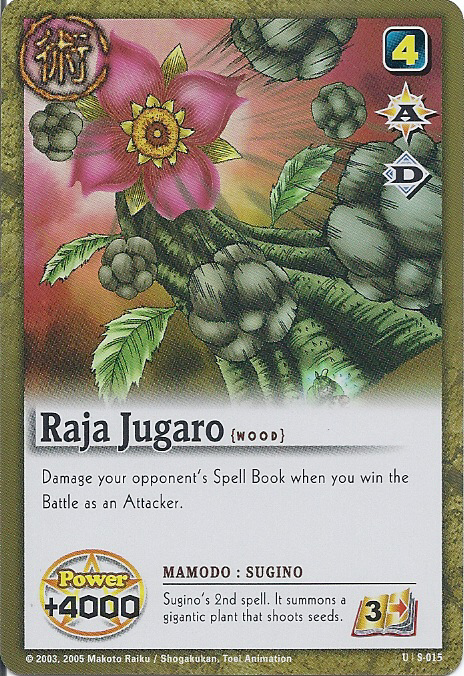 術
4
A
D
Raja Jugaro {WOOD}
Damage your opponent's Spell Book when you win the
Battle as an Attacker.
Power
+4000
MAMODO : SUGINO
Sugino's 2nd spell. It summons a
gigantic plant that shoots seeds.
3
© 2003, 2005 Makoto Raiku / Shogakukan, Toei Animation
U | S-015